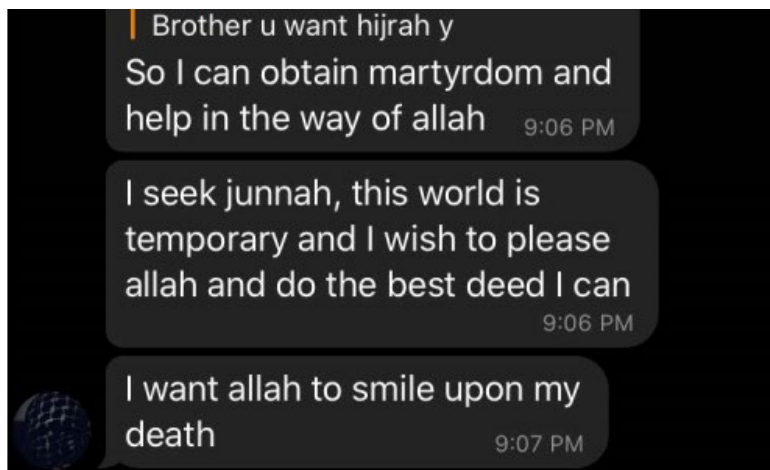 Brother u want hijrah y
So I can obtain martyrdom and
help in the way of allah 9:06 PM
I seek junnah, this world is
temporary and I wish to please
allah and do the best deed I can
9:06 PM
I want allah to smile upon my
death 9:07 PM